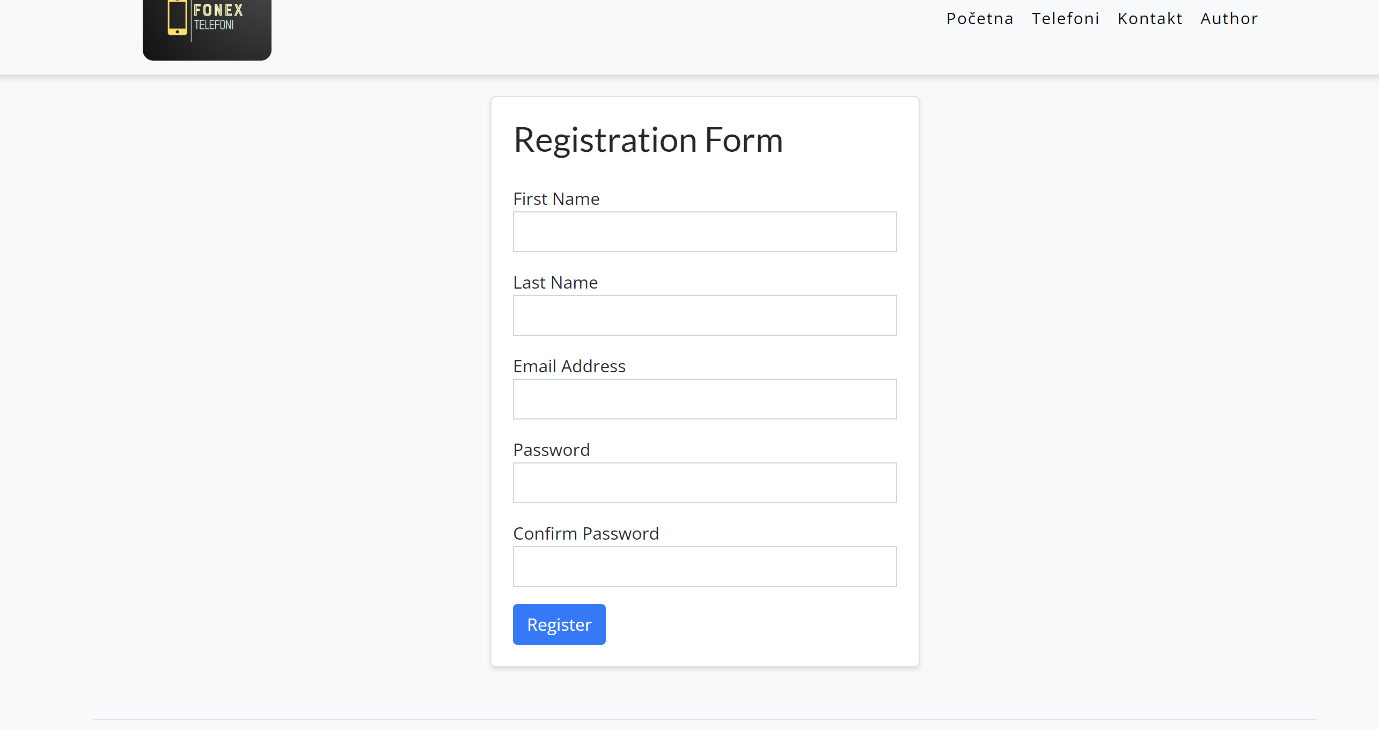 FONEX
TELEFONI
Početna Telefoni Kontakt Author
Registration Form
First Name
Last Name
Email Address
Password
Confirm Password
Register